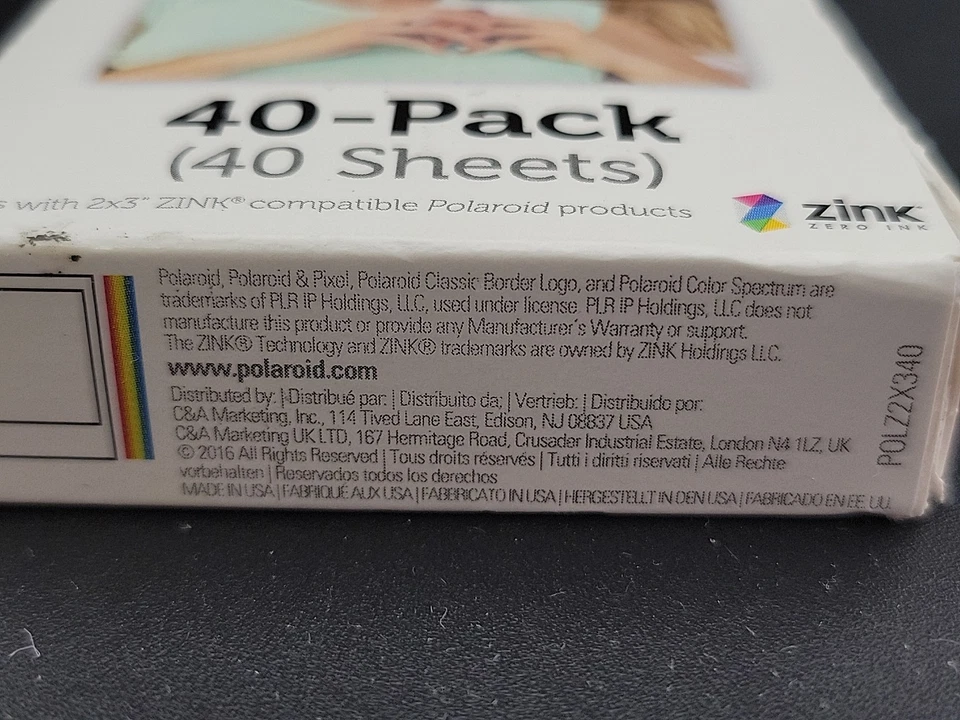 40-Pack
(40 Sheets)
with 2x3" ZINK® compatible Polaroid products
zink
ZERO INK
Polaroid, Polaroid & Pixel, Polaroid Classic Border Logo, and Polaroid Color Spectrum are
trademarks of PLR IP Holdings, LLC, used under license. PLR IP Holdings, LLC does not
manufacture this product or provide any Manufacturer's Warranty or support.
The ZINK® Technology and ZINK® trademarks are owned by ZINK Holdings LLC.
www.polaroid.com
Distributed by: | Distribué par: | Distribuito da: | Vertrieb: | Distribuido por:
C&A Marketing, Inc., 114 Tived Lane East, Edison, NJ 08837 USA
C&A Marketing UK LTD, 167 Hermitage Road, Crusader Industrial Estate, London N4 1LZ, UK
© 2016 All Rights Reserved | Tous droits réservés | Tutti i diritti riservati | Alle Rechte
vorbehalten | Reservados todos los derechos
MADE IN USA | FABRIQUÉ AUX USA | FABBRICATO IN USA | HERGESTELLT IN DEN USA | FABRICADO EN EE. UU.
POLZ2X340